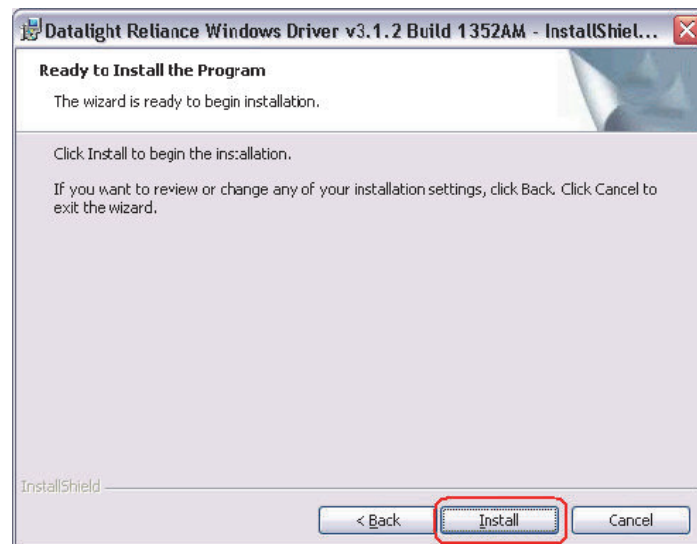 Datalight Reliance Windows Driver v3.1.2 Build 1352AM - InstallShiel...
Ready to Install the Program
The wizard is ready to begin installation.
Click Install to begin the installation.
If you want to review or change any of your installation settings, click Back. Click Cancel to
exit the wizard.
InstallShield
< Back
Install
Cancel